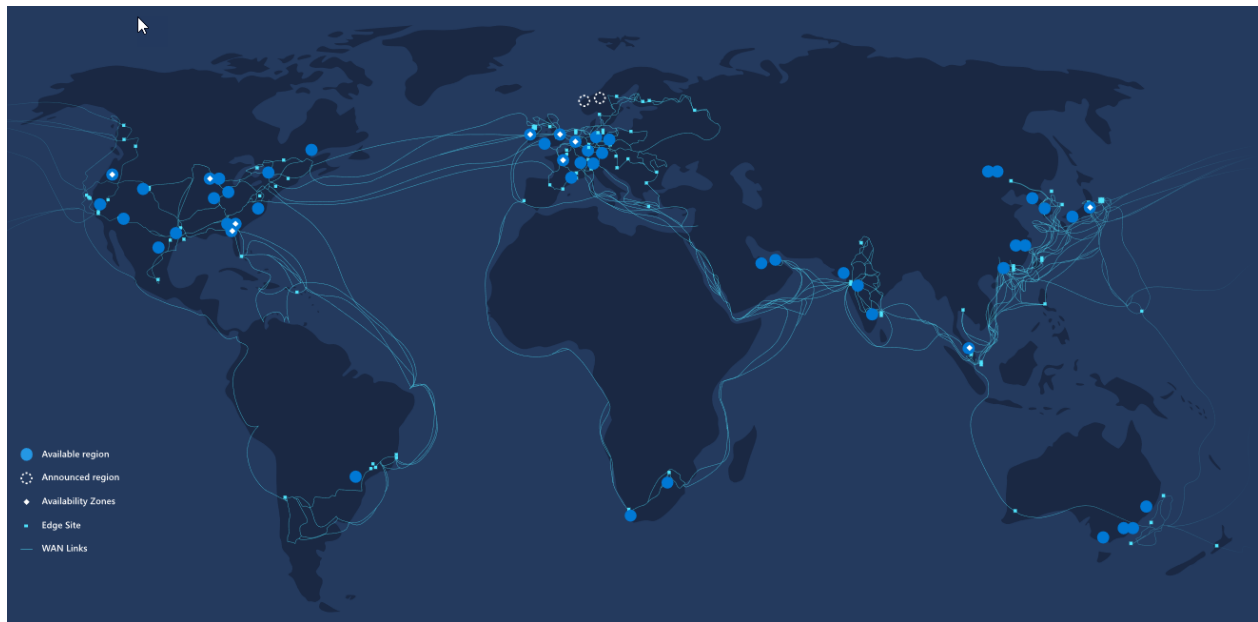 Available region
Announced region
Availability Zones
Edge Site
WAN Links